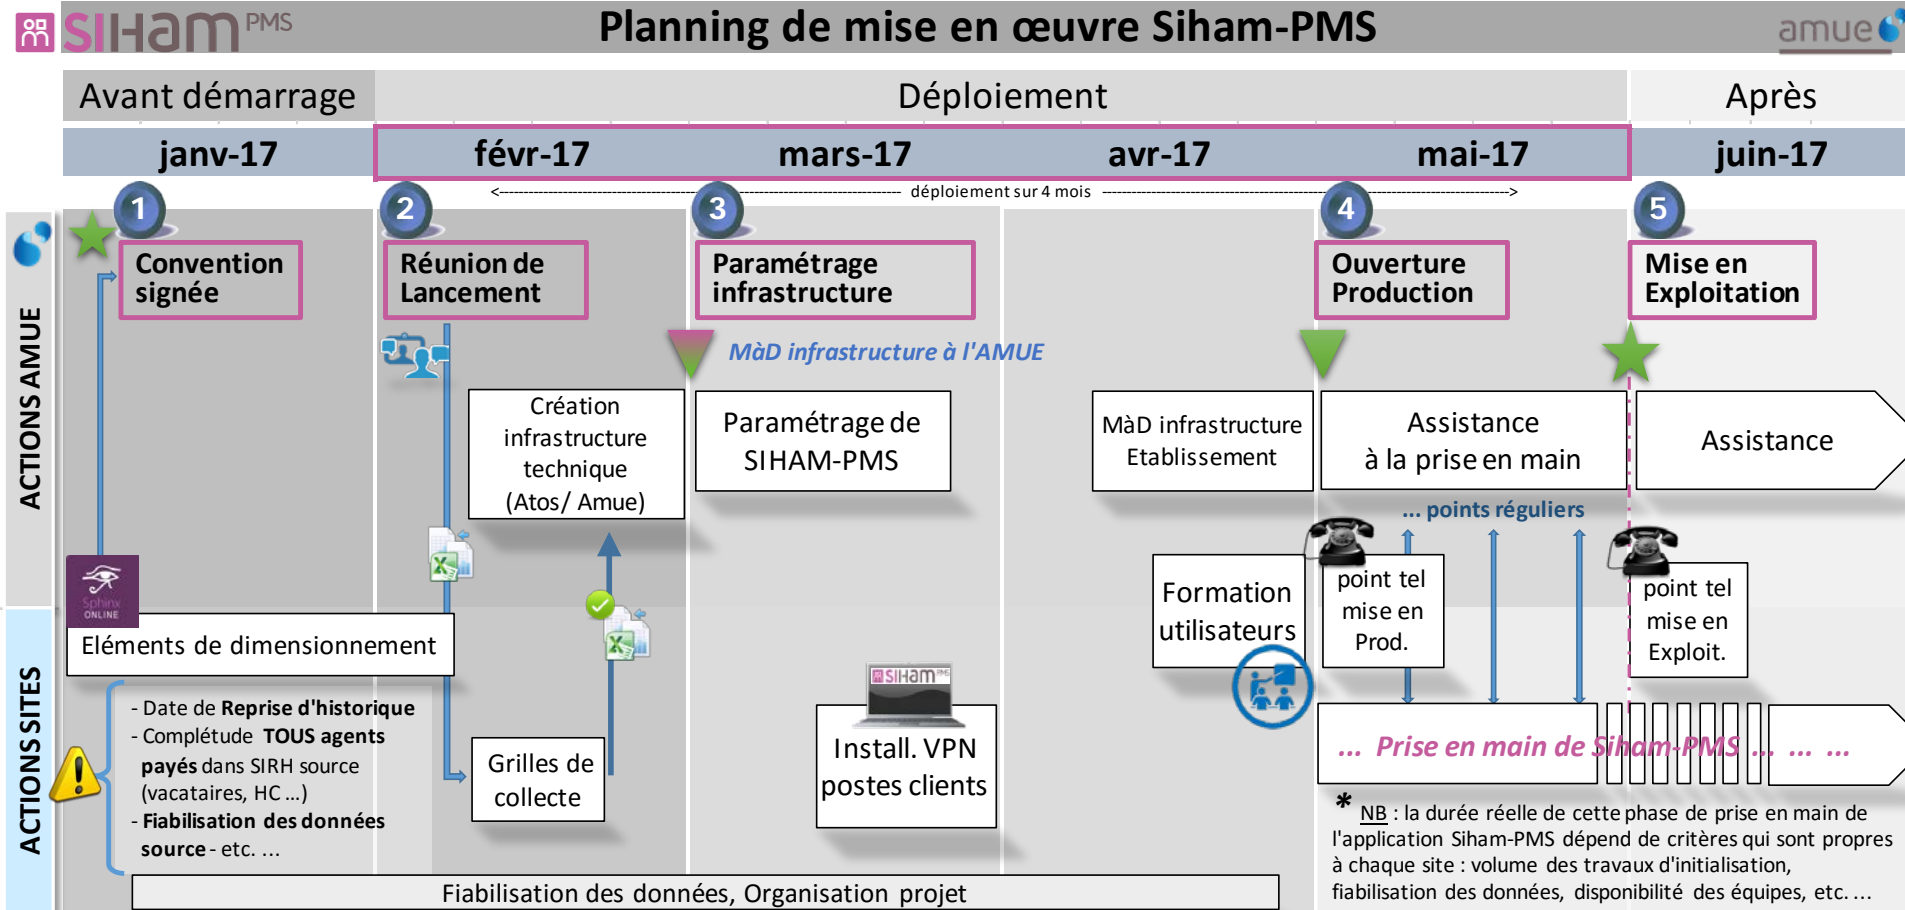 SIHam PMS
Planning de mise en œuvre Siham-PMS
amue
Avant démarrage
Déploiement
Après
janv-17
févr-17
mars-17
avr-17
mai-17
juin-17
<------ déploiement sur 4 mois ------>
1
2
3
4
5
ACTIONS AMUE
Convention
signée
Réunion de
Lancement
Paramétrage
infrastructure
Ouverture
Production
Mise en
Exploitation
MàD infrastructure à l'AMUE
Création
infrastructure
technique
(Atos/ Amue)
Paramétrage de
SIHAM-PMS
MàD infrastructure
Etablissement
Assistance
à la prise en main
Assistance
... points réguliers
Sphinx
ONLINE
Formation
utilisateurs
point tel
mise en
Prod.
point tel
mise en
Exploit.
ACTIONS SITES
Eléments de dimensionnement
- Date de Reprise d'historique
- Complétude TOUS agents
payés dans SIRH source
(vacataires, HC ...)
- Fiabilisation des données
source - etc. ...
Grilles de
collecte
SIHam PMS
Install. VPN
postes clients
... Prise en main de Siham-PMS ... ... ...
* NB : la durée réelle de cette phase de prise en main de
l'application Siham-PMS dépend de critères qui sont propres
à chaque site : volume des travaux d'initialisation,
fiabilisation des données, disponibilité des équipes, etc. ...
Fiabilisation des données, Organisation projet